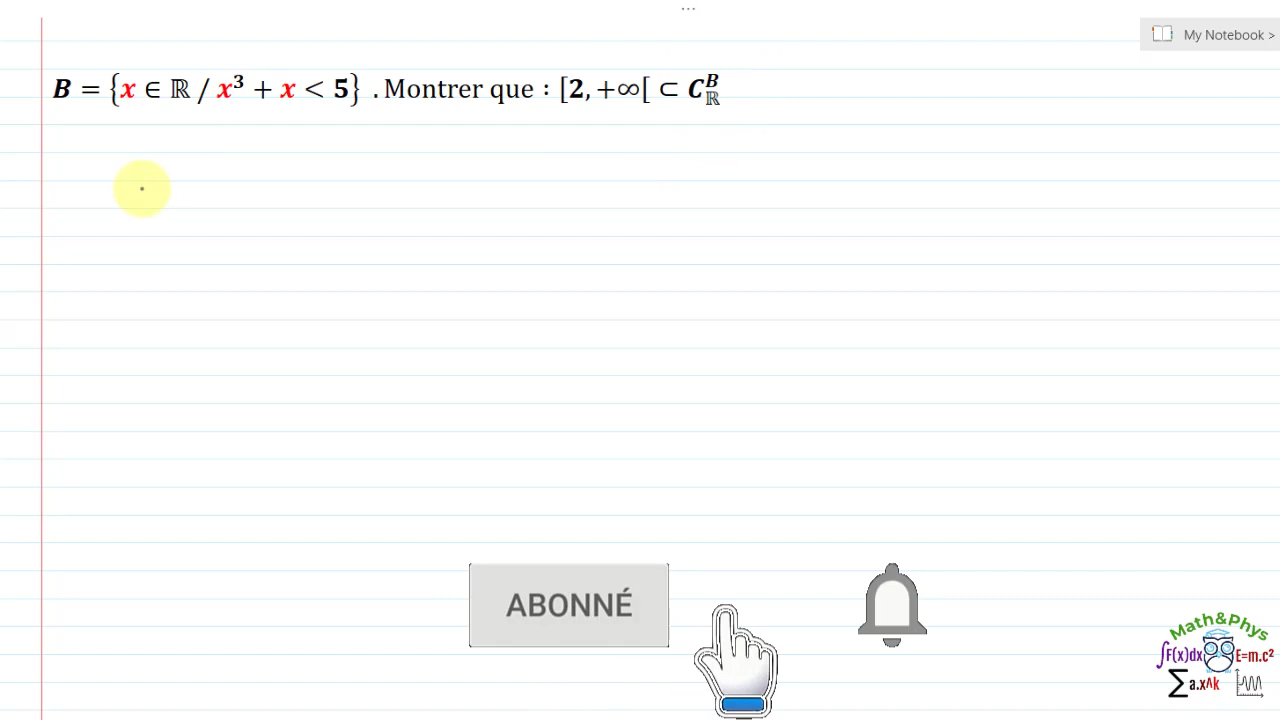 My Notebook >
B = {x ∈ ℝ / x³ + x < 5} . Montrer que : [2, +∞[ ⊂ C_ℝ^B
ABONNÉ
Math&Phys
∫F(x)dx E=m.c²
∑a.x^k